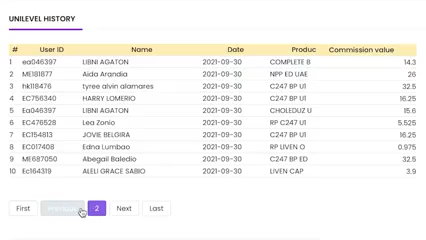 UNILEVEL HISTORY
# User ID Name Date Produc Commission value
1 ea046397 LIBNI AGATON 2021-09-30 COMPLETE B 14.3
2 ME181877 Aida Arandia 2021-09-30 NPP ED UAE 26
3 hk118476 tyree alvin alamares 2021-09-30 C247 BP U1 32.5
4 EC756340 HARRY LOMERIO 2021-09-30 C247 BP U1 16.25
5 Ea046397 LIBNI AGATON 2021-09-30 CHOLEDUZ U 15.6
6 EC476528 Lea Zonio 2021-09-30 RP C247 U1 5.525
7 EC154813 JOVIE BELGIRA 2021-09-30 C247 BP U1 16.25
8 EC017408 Edna Lumbao 2021-09-30 RP LIVEN O 0.975
9 ME687050 Abegail Baledio 2021-09-30 C247 BP ED 32.5
10 Ec164319 ALELI GRACE SABIO 2021-09-30 LIVEN CAP 3.9
First Previous 2 Next Last